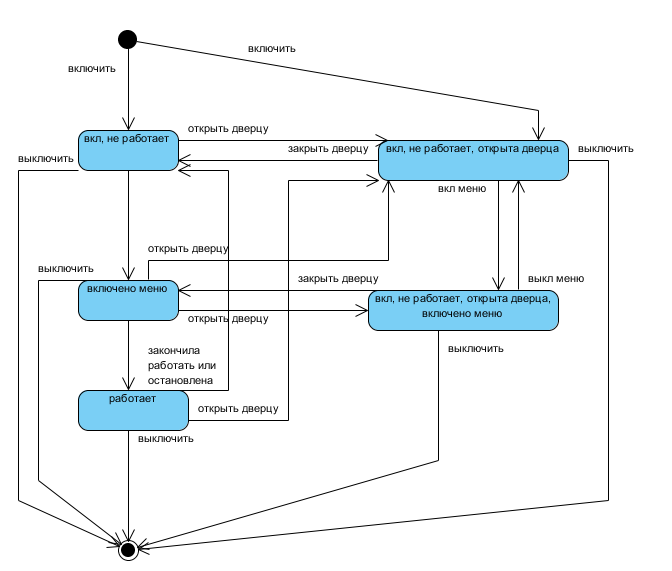 включить
включить
вкл, не работает
открыть дверцу
закрыть дверцу
вкл, не работает, открыта дверца
выключить
выключить
вкл меню
открыть дверцу
выключить
включено меню
закрыть дверцу
выкл меню
вкл, не работает, открыта дверца,
включено меню
открыть дверцу
выключить
закончила
работать или
остановлена
работает
открыть дверцу
выключить